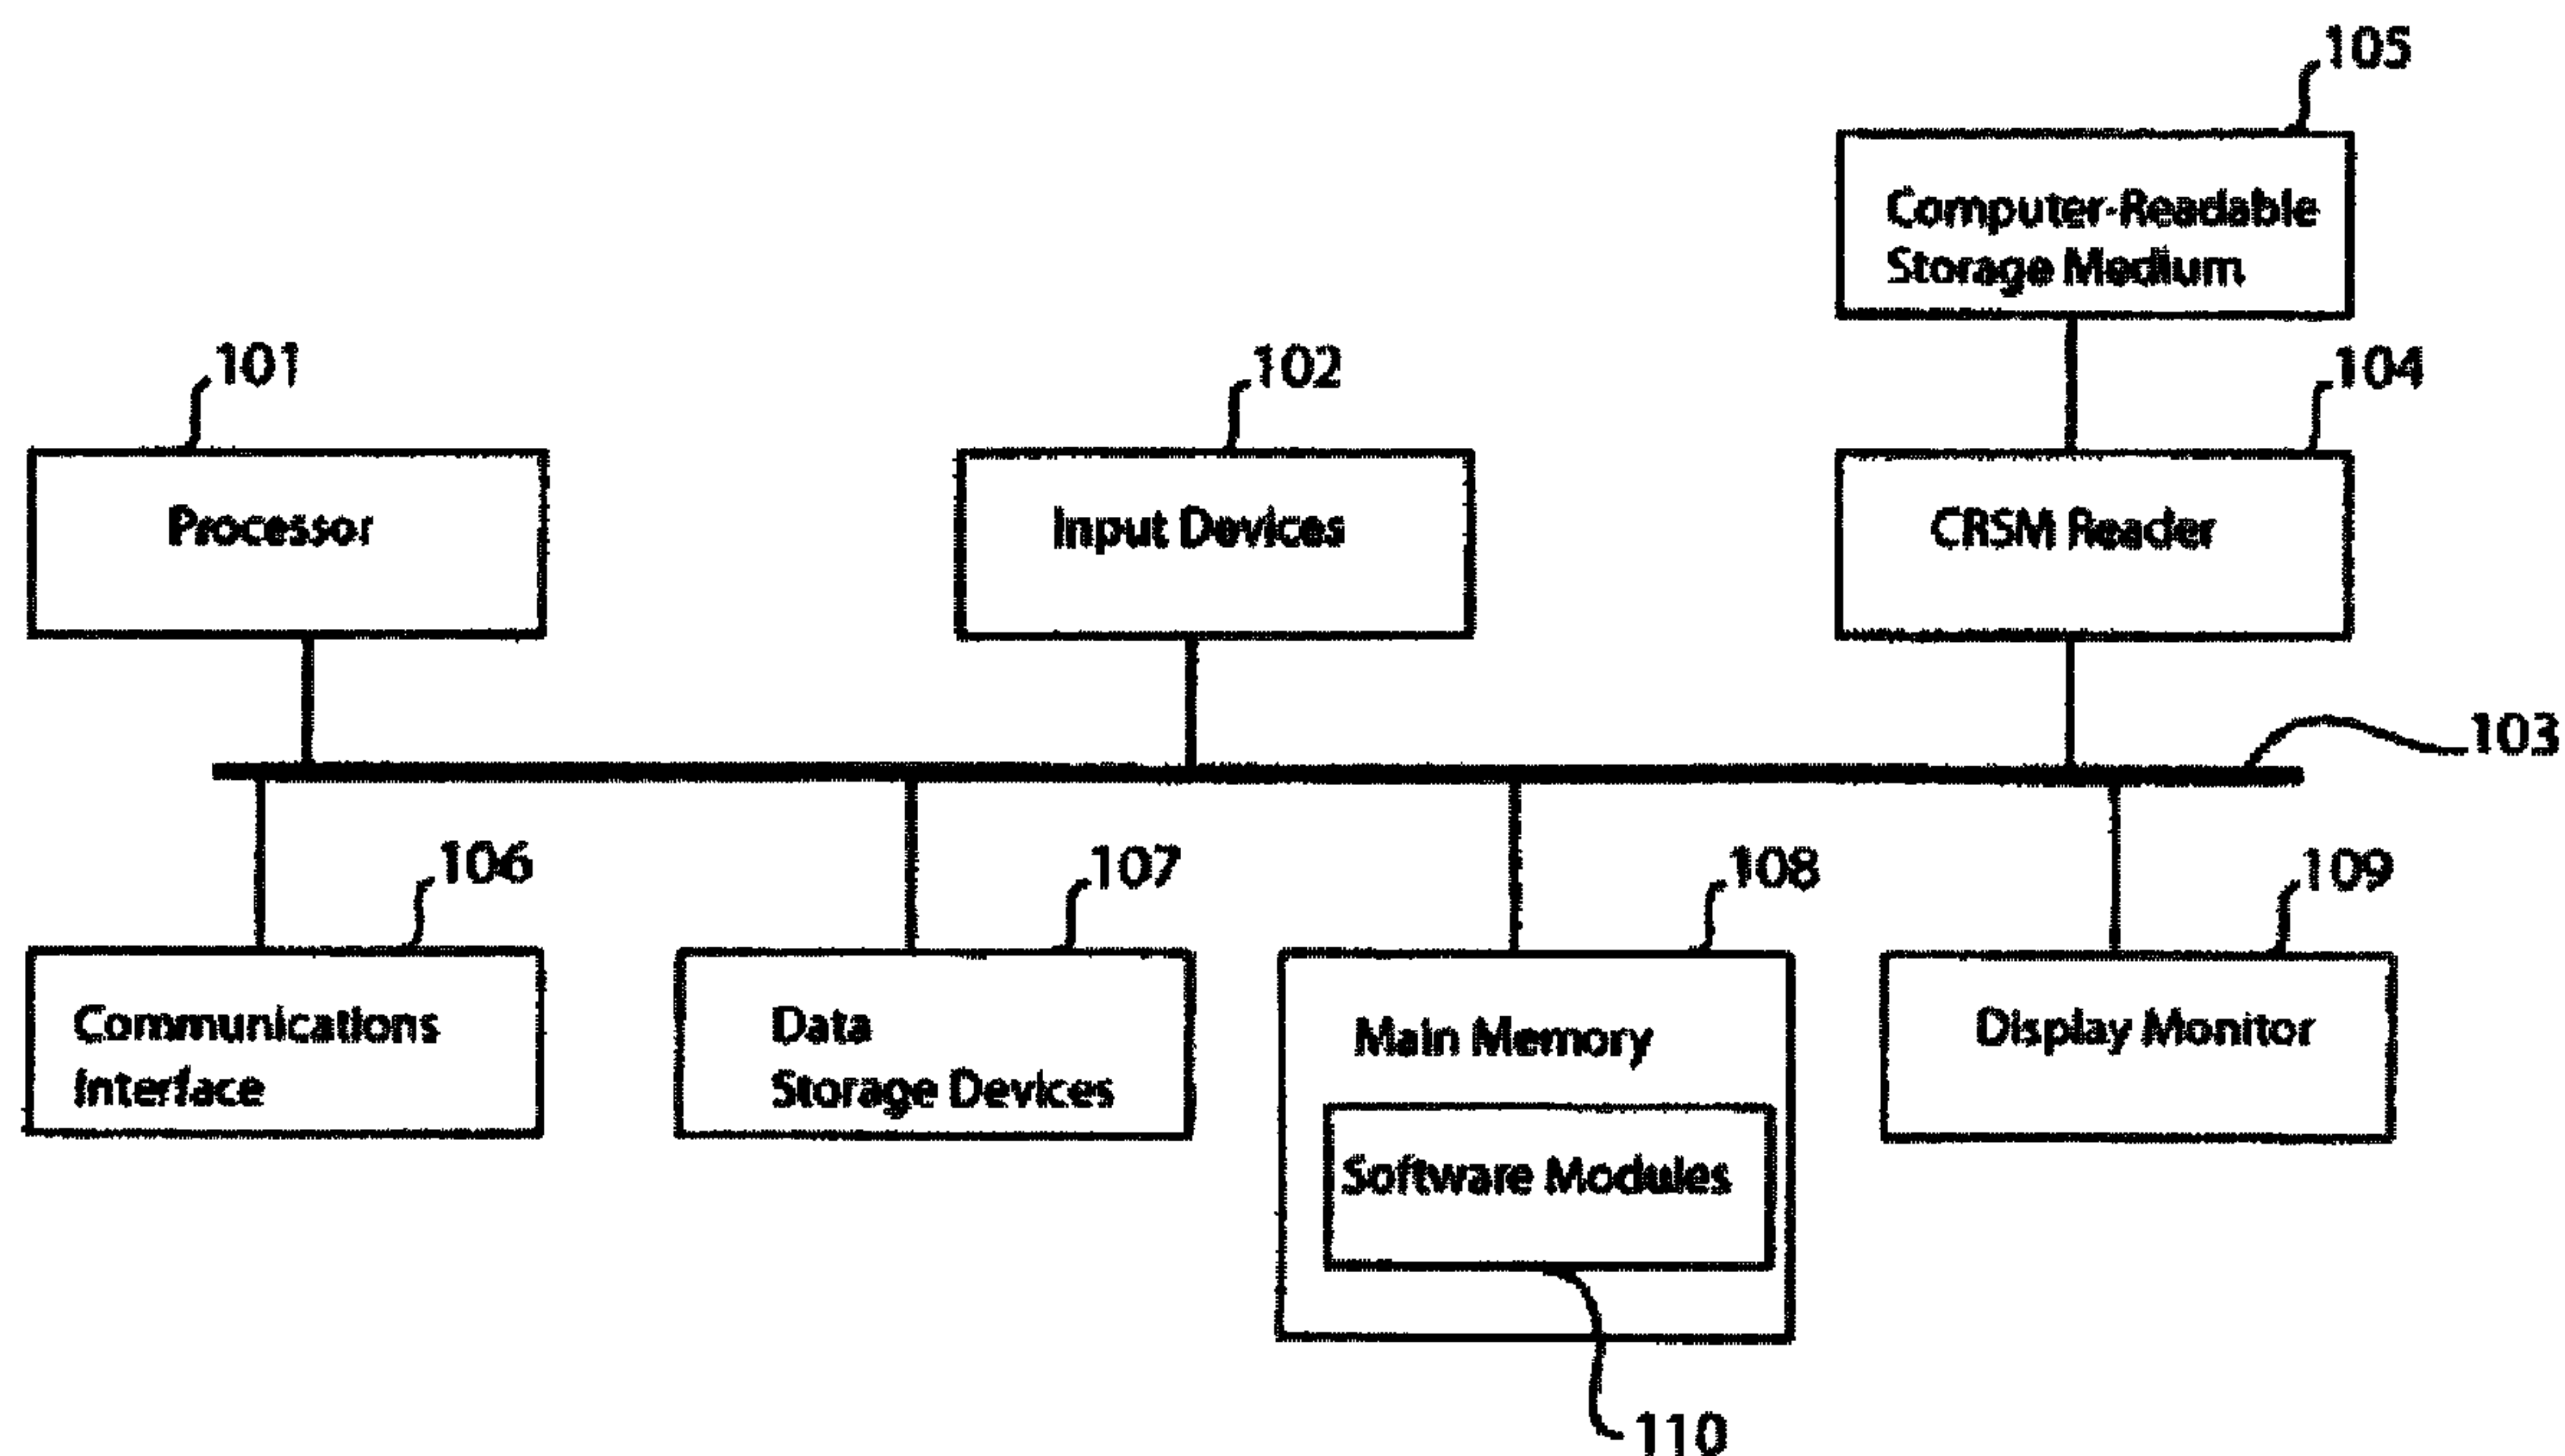 105
Computer-Readable
Storage Medium
101
102
104
Processor
Input Devices
CRSM Reader
103
106
107
108
109
Communications
Interface
Data
Storage Devices
Main Memory
Display Monitor
Software Modules
110